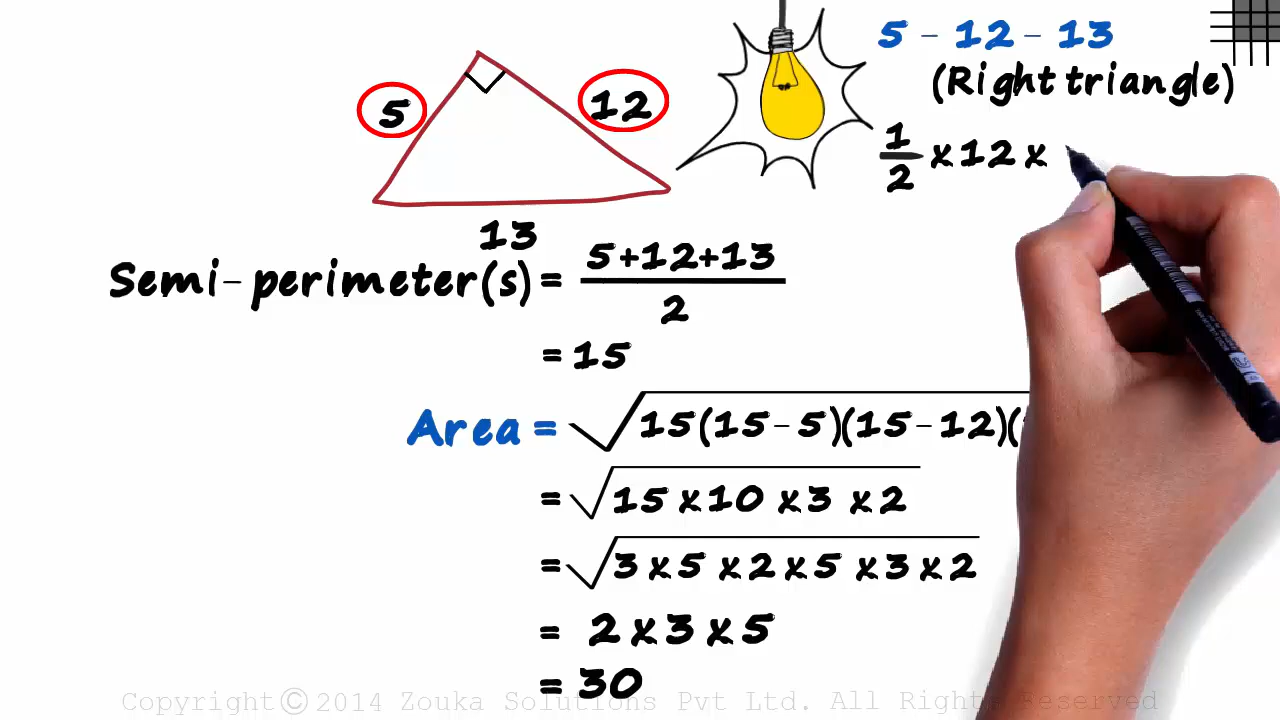 5 - 12 - 13
(Right triangle)
5
12
1/2 x 12 x
13
Semi-perimeter(s) = 5+12+13/2
= 15
Area = √15(15-5)(15-12)(
= √15 x 10 x 3 x 2
= √3 x 5 x 2 x 5 x 3 x 2
= 2 x 3 x 5
= 30
Copyright © 2014 Zouka Solutions Pvt Ltd. All Rights Reserved